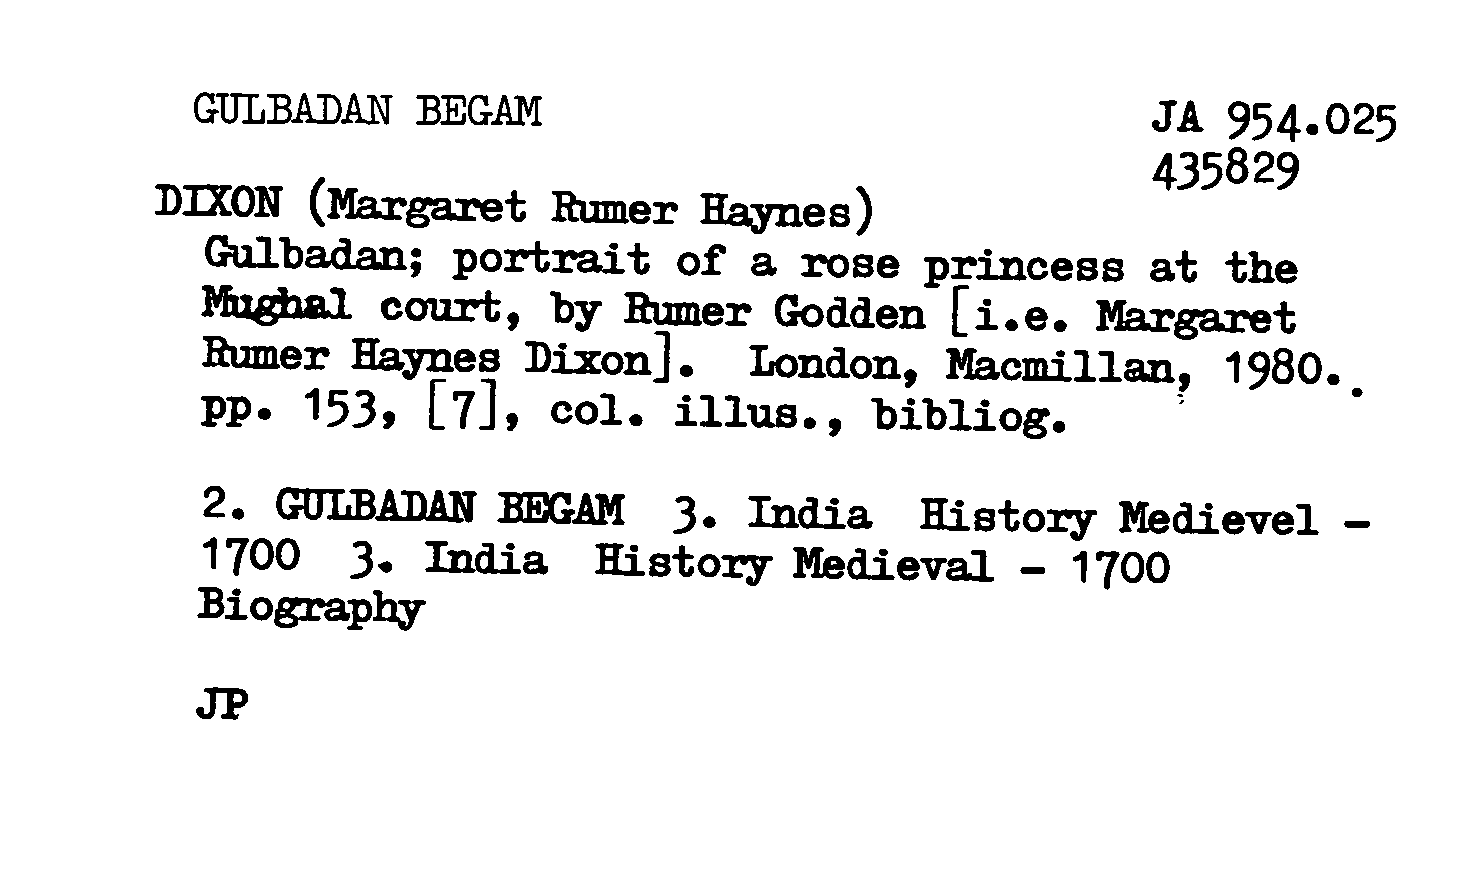 GULBADAN BEGAM
JA 954.025
435829
DIXON (Margaret Rumer Haynes)
Gulbadan; portrait of a rose princess at the
Mughal court, by Rumer Godden [i.e. Margaret
Rumer Haynes Dixon]. London, Macmillan, 1980..
pp. 153, [7], col. illus., bibliog.
2. GULBADAN BEGAM 3. India History Medievel -
1700 3. India History Medieval - 1700
Biography
JP